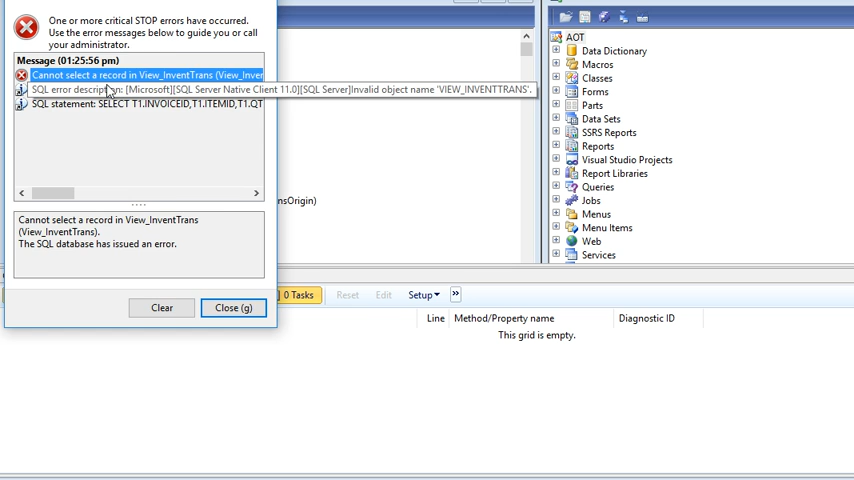 One or more critical STOP errors have occurred.
Use the error messages below to guide you or call
your administrator.
Message (01:25:56 pm)
Cannot select a record in View_InventTrans (View_Inver
SQL error description: [Microsoft][SQL Server Native Client 11.0][SQL Server]Invalid object name 'VIEW_INVENTTRANS'.
SQL statement: SELECT T1.INVOICEID,T1.ITEMID,T1.QT
nsOrigin)
Cannot select a record in View_InventTrans
(View_InventTrans).
The SQL database has issued an error.
Clear
Close (g)
AOT
Data Dictionary
Macros
Classes
Forms
Parts
Data Sets
SSRS Reports
Reports
Visual Studio Projects
Report Libraries
Queries
Jobs
Menus
Menu Items
Web
Services
0 Tasks
Reset
Edit
Setup
Line
Method/Property name
Diagnostic ID
This grid is empty.